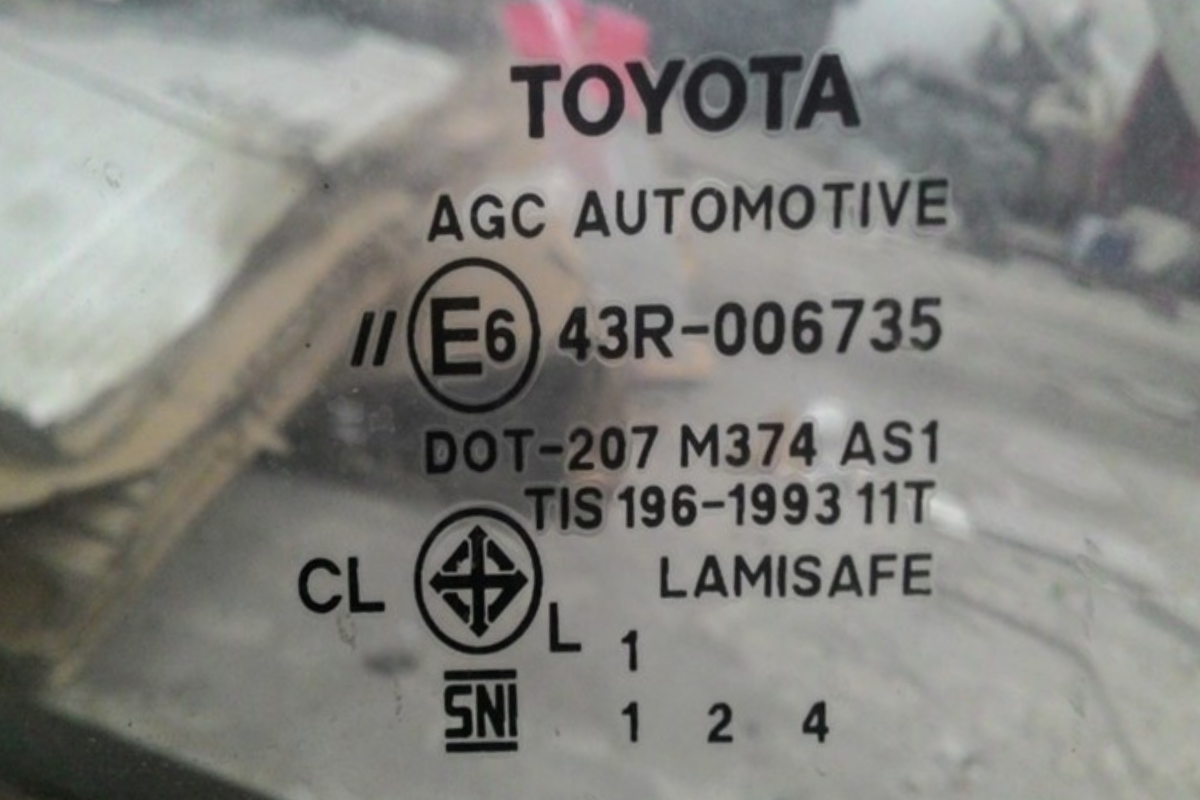 TOYOTA
AGC AUTOMOTIVE
// E6 43R-006735
DOT-207 M374 AS1
TIS 196-1993 11T
CL LAMISAFE
L 1
SNI 1 2 4